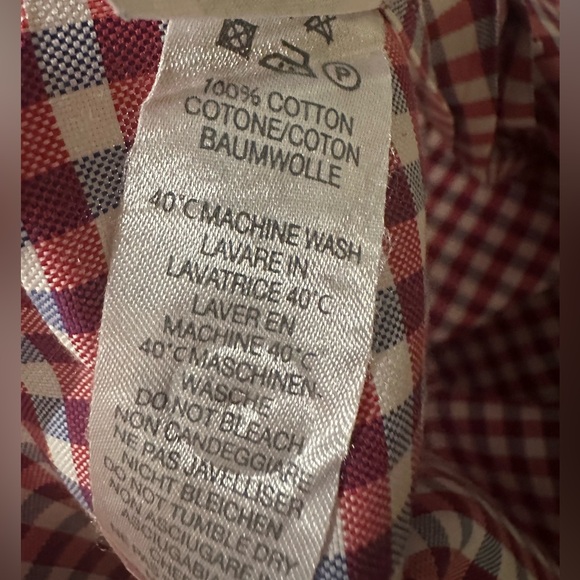 P
100% COTTON
COTONE/COTON
BAUMWOLLE
40°C MACHINE WASH
LAVARE IN
LAVATRICE 40°C
LAVER EN
MACHINE 40°C
40°C MASCHINEN-
WASCHE
DO NOT BLEACH
NON CANDEGGIARE
NE PAS JAVELLISER
NICHT BLEICHEN
DO NOT TUMBLE DRY
NON ASCIUGARE IN